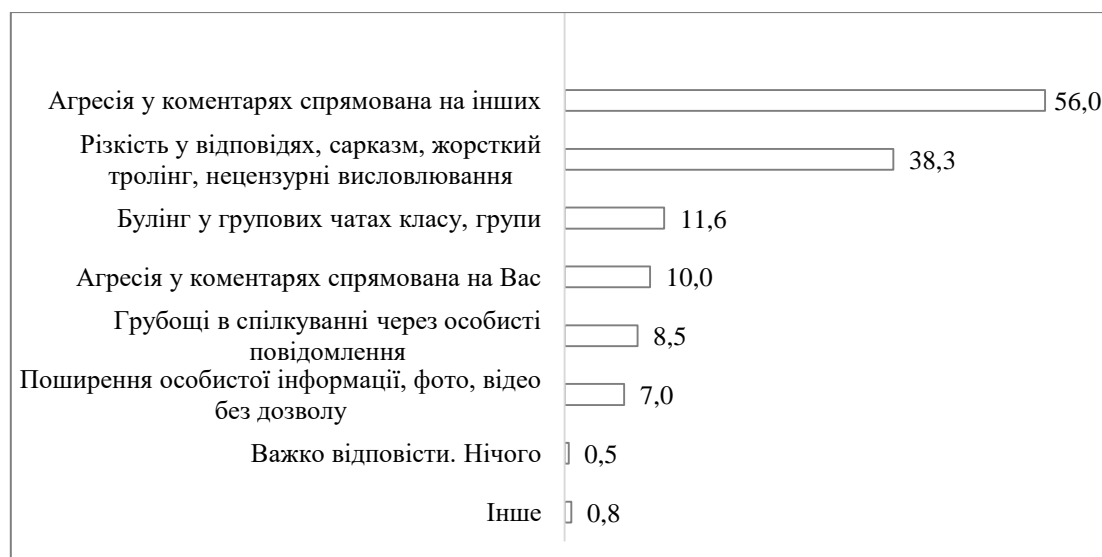 Агресія у коментарях спрямована на інших
56,0
Різкість у відповідях, сарказм, жорсткий
тролінг, нецензурні висловлювання
38,3
Булінг у групових чатах класу, групи
11,6
Агресія у коментарях спрямована на Вас
10,0
Грубощі в спілкуванні через особисті
повідомлення
8,5
Поширення особистої інформації, фото, відео
без дозволу
7,0
Важко відповісти. Нічого
0,5
Інше
0,8